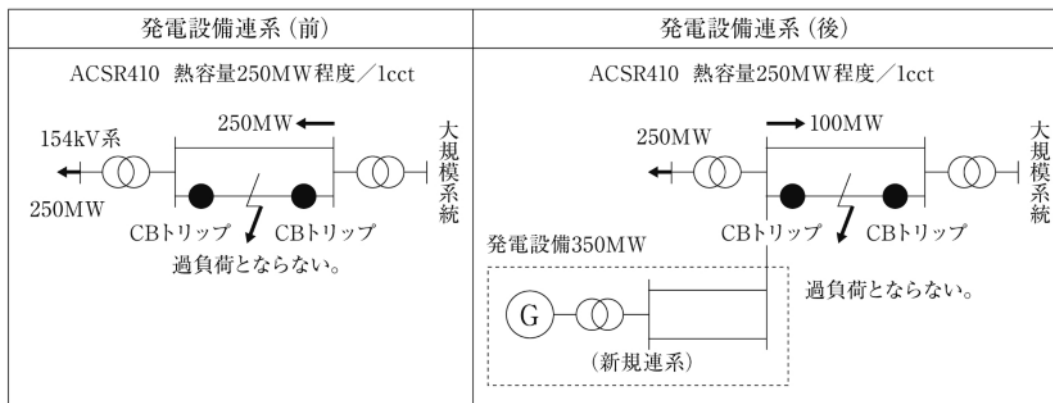 発電設備連系（前）
ACSR410 熱容量250MW程度／1cct
250MW
154kV系
250MW
大規模系統
CBトリップ
CBトリップ
過負荷とならない。
発電設備連系（後）
ACSR410 熱容量250MW程度／1cct
250MW
100MW
大規模系統
CBトリップ
CBトリップ
発電設備350MW
過負荷とならない。
G
（新規連系）